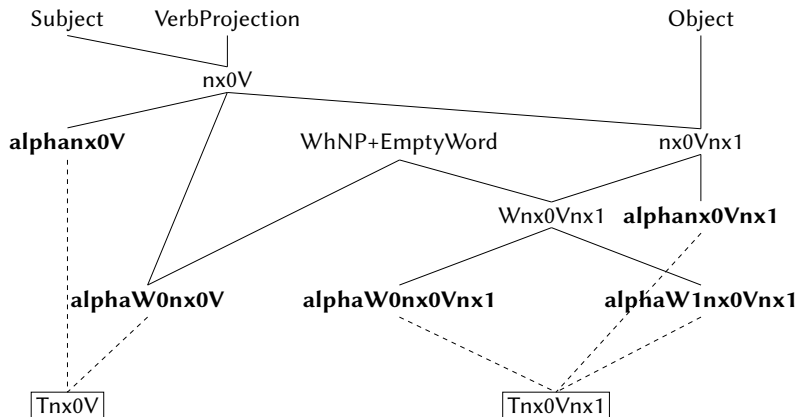 Subject VerbProjection Object
nx0V
alphanx0V WhNP+EmptyWord nx0Vnx1
Wnx0Vnx1 alphanx0Vnx1
alphaW0nx0V alphaW0nx0Vnx1 alphaW1nx0Vnx1
Tnx0V Tnx0Vnx1